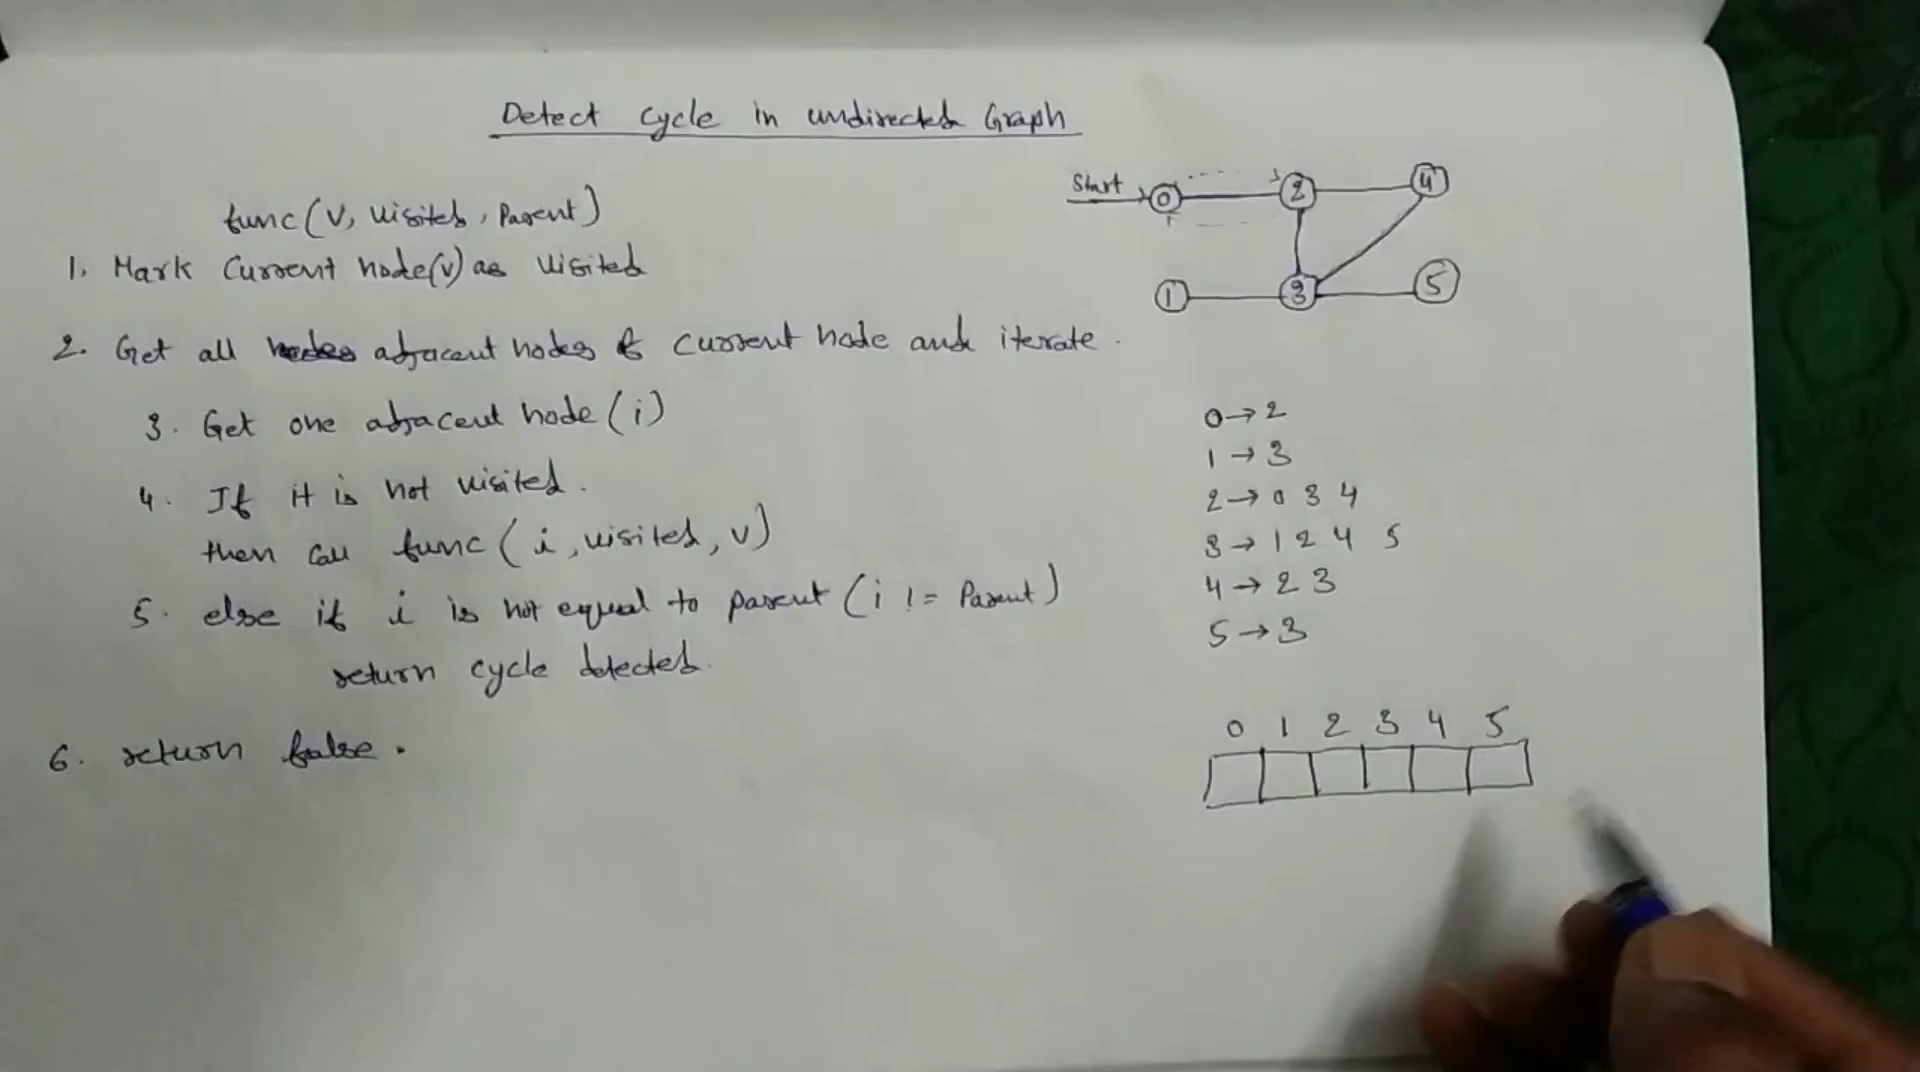 Detect cycle in undirected Graph
func(V, visited, Parent)
1. Mark Current node(v) as visited
2. Get all nodes adjacent nodes of current node and iterate.
3. Get one adjacent node (i)
4. If it is not visited.
then call func(i, visited, v)
5. else if i is not equal to parent (i != Parent)
return cycle detected.
6. return false.
Start
0 2 4
1 3 5
0→2
1→3
2→0 3 4
3→1 2 4 5
4→2 3
5→3
0 1 2 3 4 5